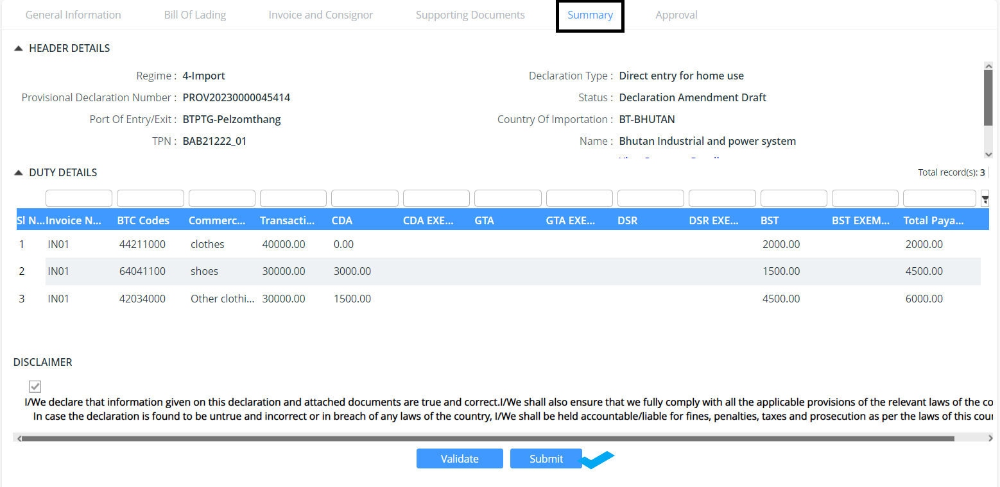 General Information Bill Of Lading Invoice and Consignor Supporting Documents Summary Approval
HEADER DETAILS
Regime : 4-Import Declaration Type : Direct entry for home use
Provisional Declaration Number : PROV20230000045414 Status : Declaration Amendment Draft
Port Of Entry/Exit : BTPTG-Pelzomthang Country Of Importation : BT-BHUTAN
TPN : BAB21222_01 Name : Bhutan Industrial and power system
DUTY DETAILS Total record(s): 3
Sl N... Invoice N... BTC Codes Commerc... Transacti... CDA CDA EXE... GTA GTA EXE... DSR DSR EXE... BST BST EXEM... Total Paya...
1 IN01 44211000 clothes 40000.00 0.00 2000.00 2000.00
2 IN01 64041100 shoes 30000.00 3000.00 1500.00 4500.00
3 IN01 42034000 Other clothi... 30000.00 1500.00 4500.00 6000.00
DISCLAIMER
I/We declare that information given on this declaration and attached documents are true and correct.I/We shall also ensure that we fully comply with all the applicable provisions of the relevant laws of the co
In case the declaration is found to be untrue and incorrect or in breach of any laws of the country, I/We shall be held accountable/liable for fines, penalties, taxes and prosecution as per the laws of this cou
Validate Submit